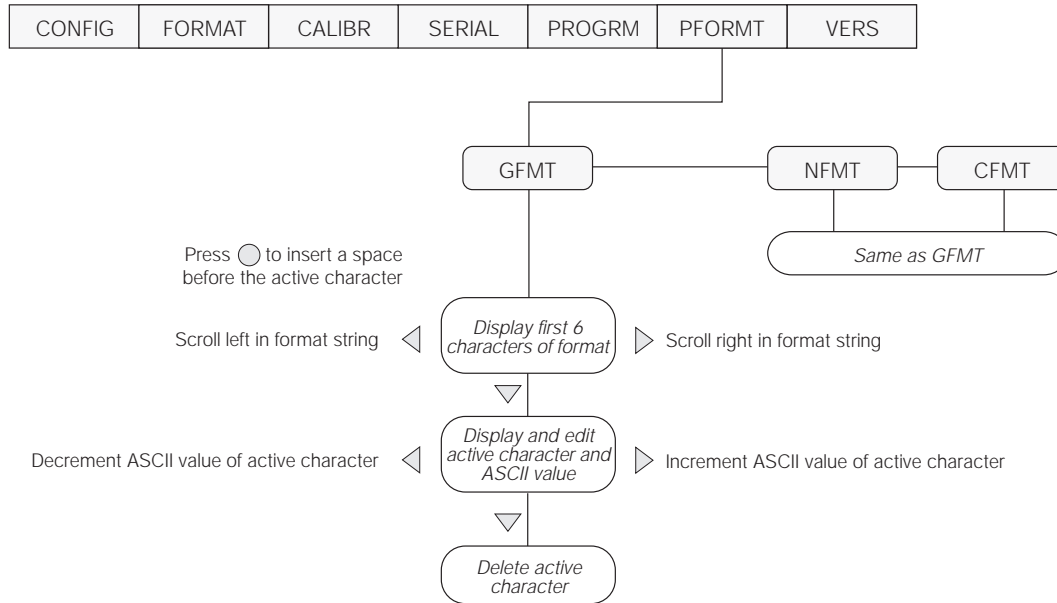 CONFIG FORMAT CALIBR SERIAL PROGRM PFORMT VERS
GFMT NFMT CFMT
Same as GFMT
Press to insert a space
before the active character
Display first 6
characters of format
Scroll left in format string
Scroll right in format string
Display and edit
active character and
ASCII value
Decrement ASCII value of active character
Increment ASCII value of active character
Delete active
character